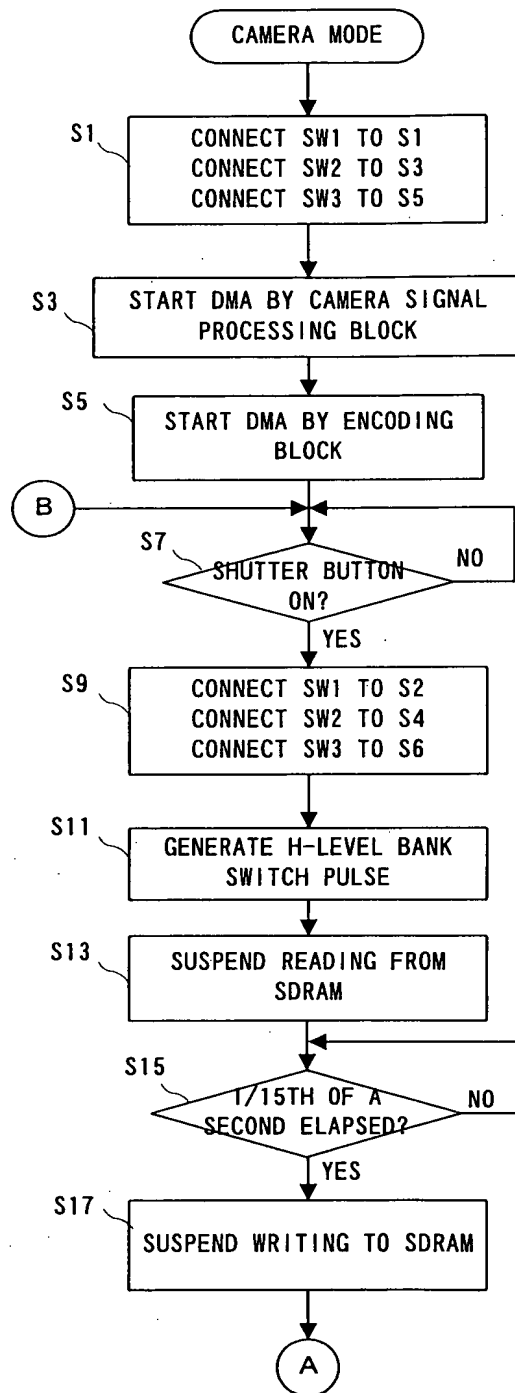 CAMERA MODE
S1
CONNECT SW1 TO S1
CONNECT SW2 TO S3
CONNECT SW3 TO S5
S3
START DMA BY CAMERA SIGNAL
PROCESSING BLOCK
S5
START DMA BY ENCODING
BLOCK
B
S7
SHUTTER BUTTON
ON?
NO
YES
S9
CONNECT SW1 TO S2
CONNECT SW2 TO S4
CONNECT SW3 TO S6
S11
GENERATE H-LEVEL BANK
SWITCH PULSE
S13
SUSPEND READING FROM
SDRAM
S15
1/15TH OF A
SECOND ELAPSED?
NO
YES
S17
SUSPEND WRITING TO SDRAM
A